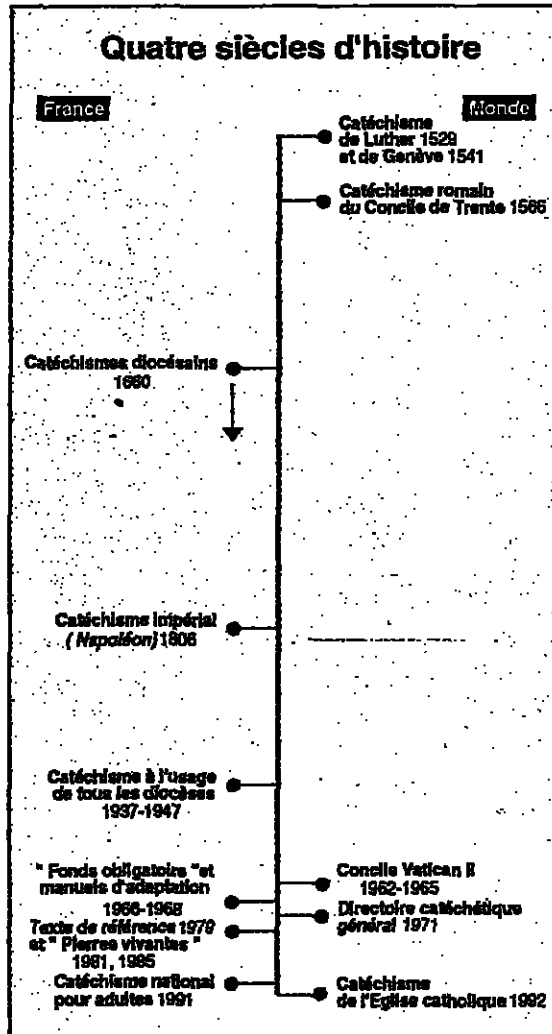 Quatre siècles d'histoire
France
Monde
Catéchisme
de Luther 1529
et de Genève 1541
Catéchisme romain
du Concile de Trente 1566
Catéchismes diocésains
1660
Catéchisme impérial
(Napoléon) 1806
Catéchisme à l'usage
de tous les diocèses
1937-1947
" Fonds obligatoire "et
manuels d'adaptation
1966-1968
Concile Vatican II
1962-1965
Directoire catéchétique
général 1971
Texte de référence 1979
et " Pierres vivantes "
1981, 1985
Catéchisme national
pour adultes 1991
Catéchisme
de l'Eglise catholique 1992